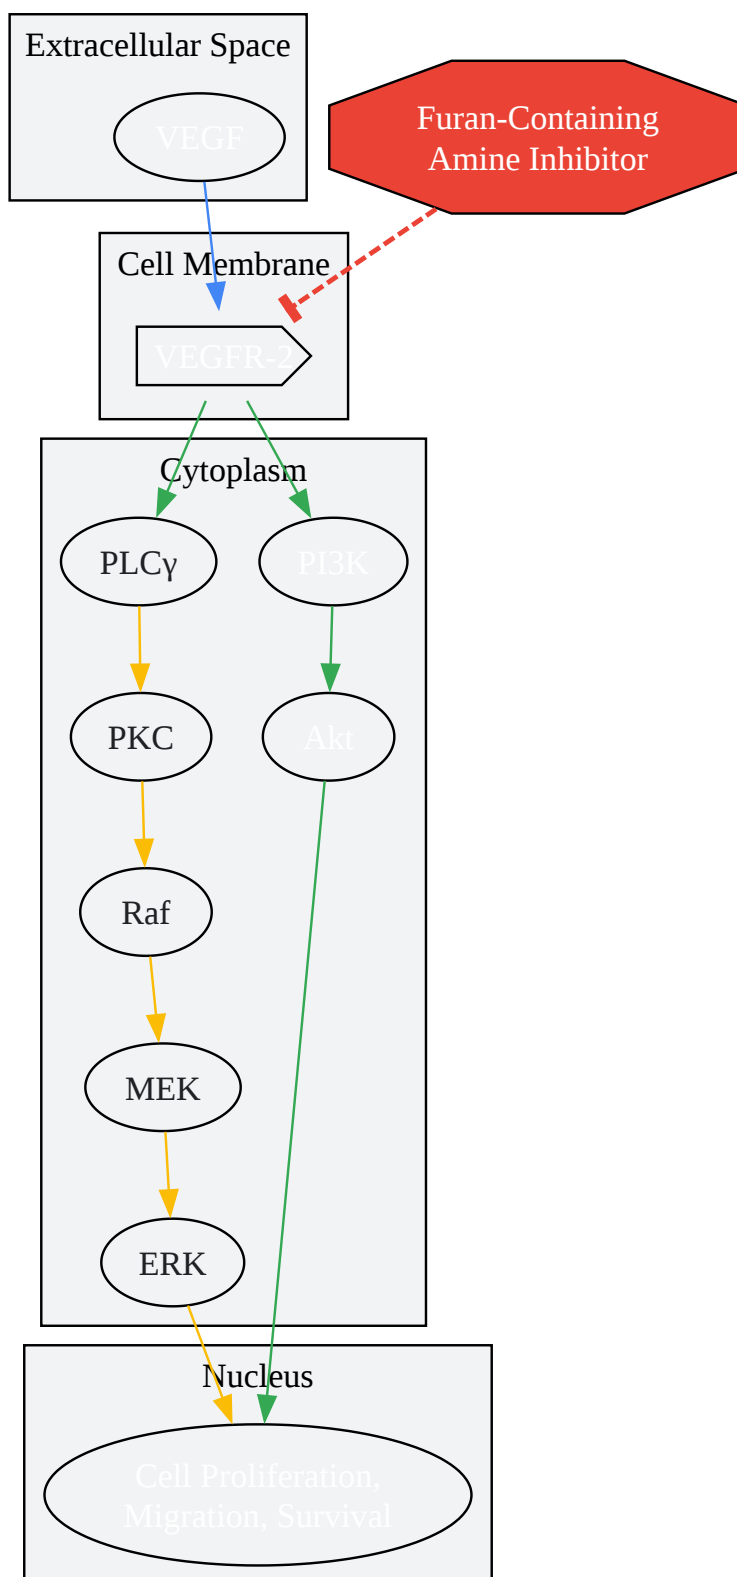 Extracellular Space
VEGF
Furan-Containing
Amine Inhibitor
Cell Membrane
VEGFR-2
Cytoplasm
PLCγ
PI3K
PKC
Akt
Raf
MEK
ERK
Nucleus
Cell Proliferation,
Migration, Survival